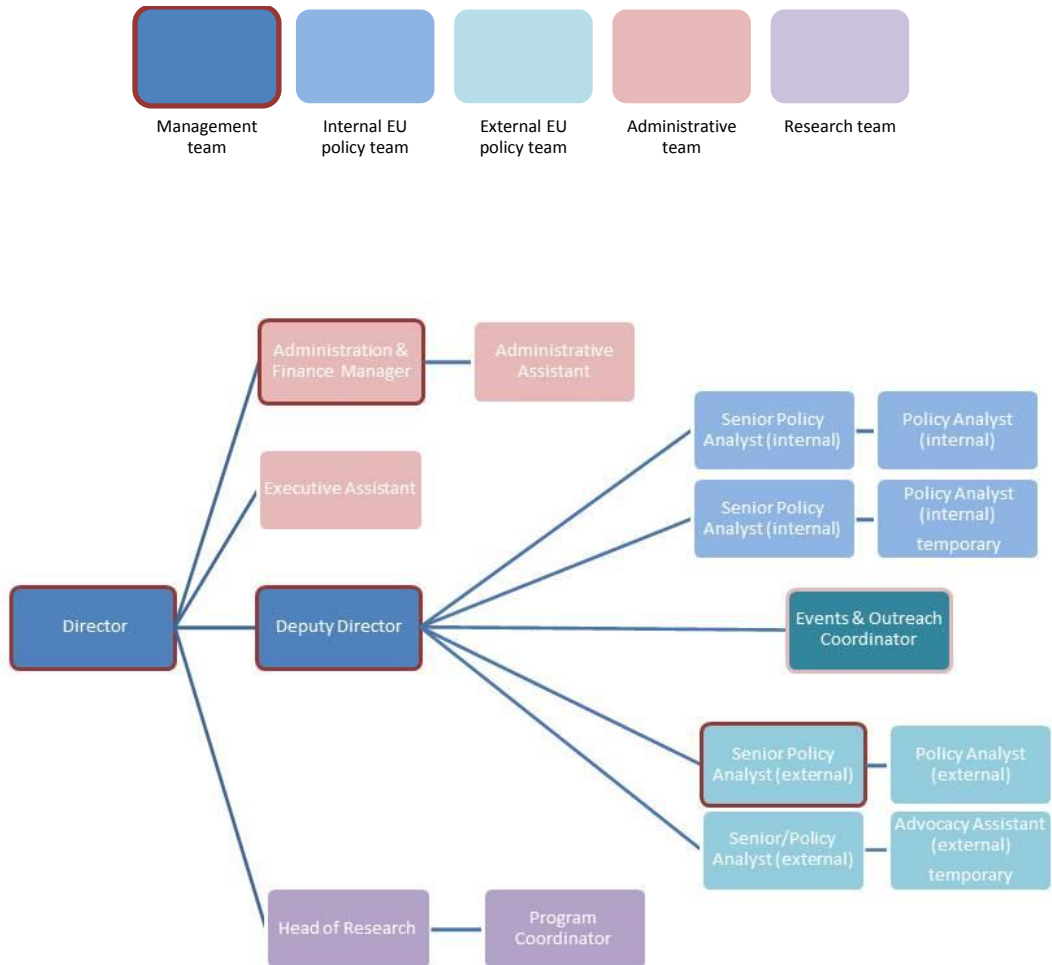 Management
team
Internal EU
policy team
External EU
policy team
Administrative
team
Research team
Administration &
Finance Manager
Administrative
Assistant
Senior Policy
Analyst (internal)
Policy Analyst
(internal)
Executive Assistant
Senior Policy
Analyst (internal)
Policy Analyst
(internal)
temporary
Director
Deputy Director
Events & Outreach
Coordinator
Senior Policy
Analyst (external)
Policy Analyst
(external)
Senior/Policy
Analyst (external)
Advocacy Assistant
(external)
temporary
Head of Research
Program
Coordinator